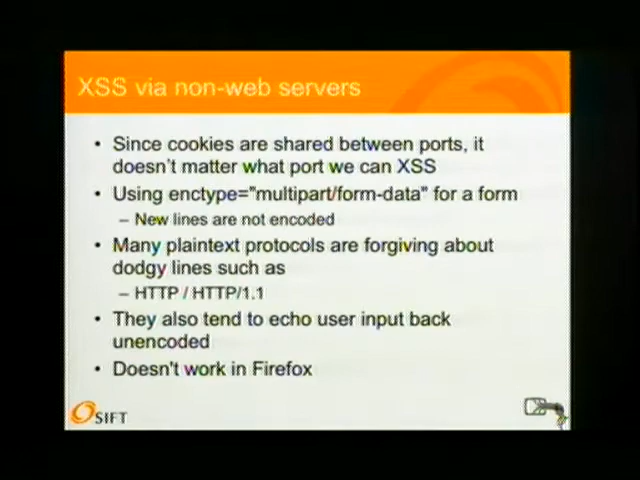 XSS via non-web servers
• Since cookies are shared between ports, it
doesn't matter what port we can XSS
• Using enctype="multipart/form-data" for a form
– New lines are not encoded
• Many plaintext protocols are forgiving about
dodgy lines such as
– HTTP / HTTP/1.1
• They also tend to echo user input back
unencoded
• Doesn't work in Firefox
SIFT